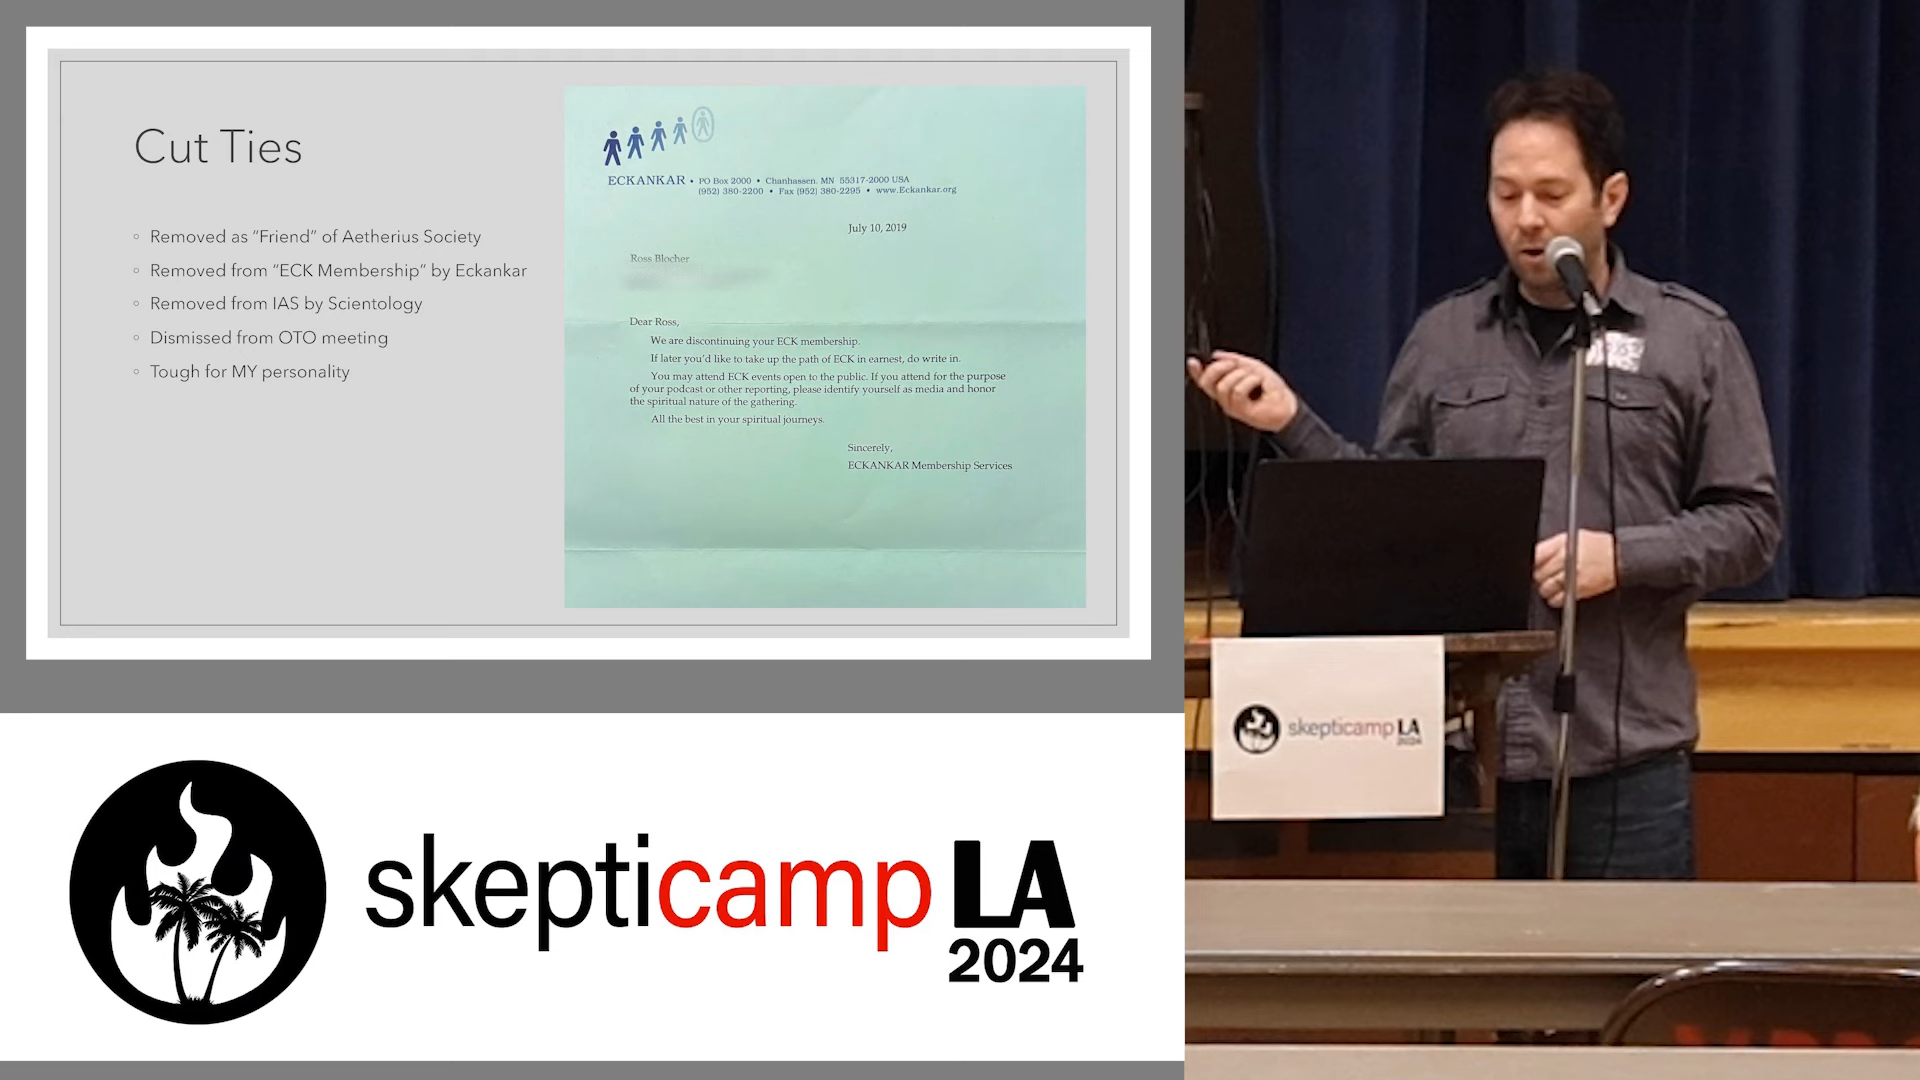 Cut Ties
Removed as “Friend” of Aetherius Society
Removed from “ECK Membership” by Eckankar
Removed from IAS by Scientology
Dismissed from OTO meeting
Tough for MY personality
ECKANKAR • PO Box 2000 • Chanhassen, MN 55317-2000 USA
(952) 380-2200 • Fax (952) 380-2295 • www.Eckankar.org
July 10, 2019
Ross Blocher
Dear Ross,
We are discontinuing your ECK membership.
If later you’d like to take up the path of ECK in earnest, do write in.
You may attend ECK events open to the public. If you attend for the purpose
of your podcast or other reporting, please identify yourself as media and honor
the spiritual nature of the gathering.
All the best in your spiritual journeys.
Sincerely,
ECKANKAR Membership Services
skepticamp LA
2024
skepticamp LA
2024